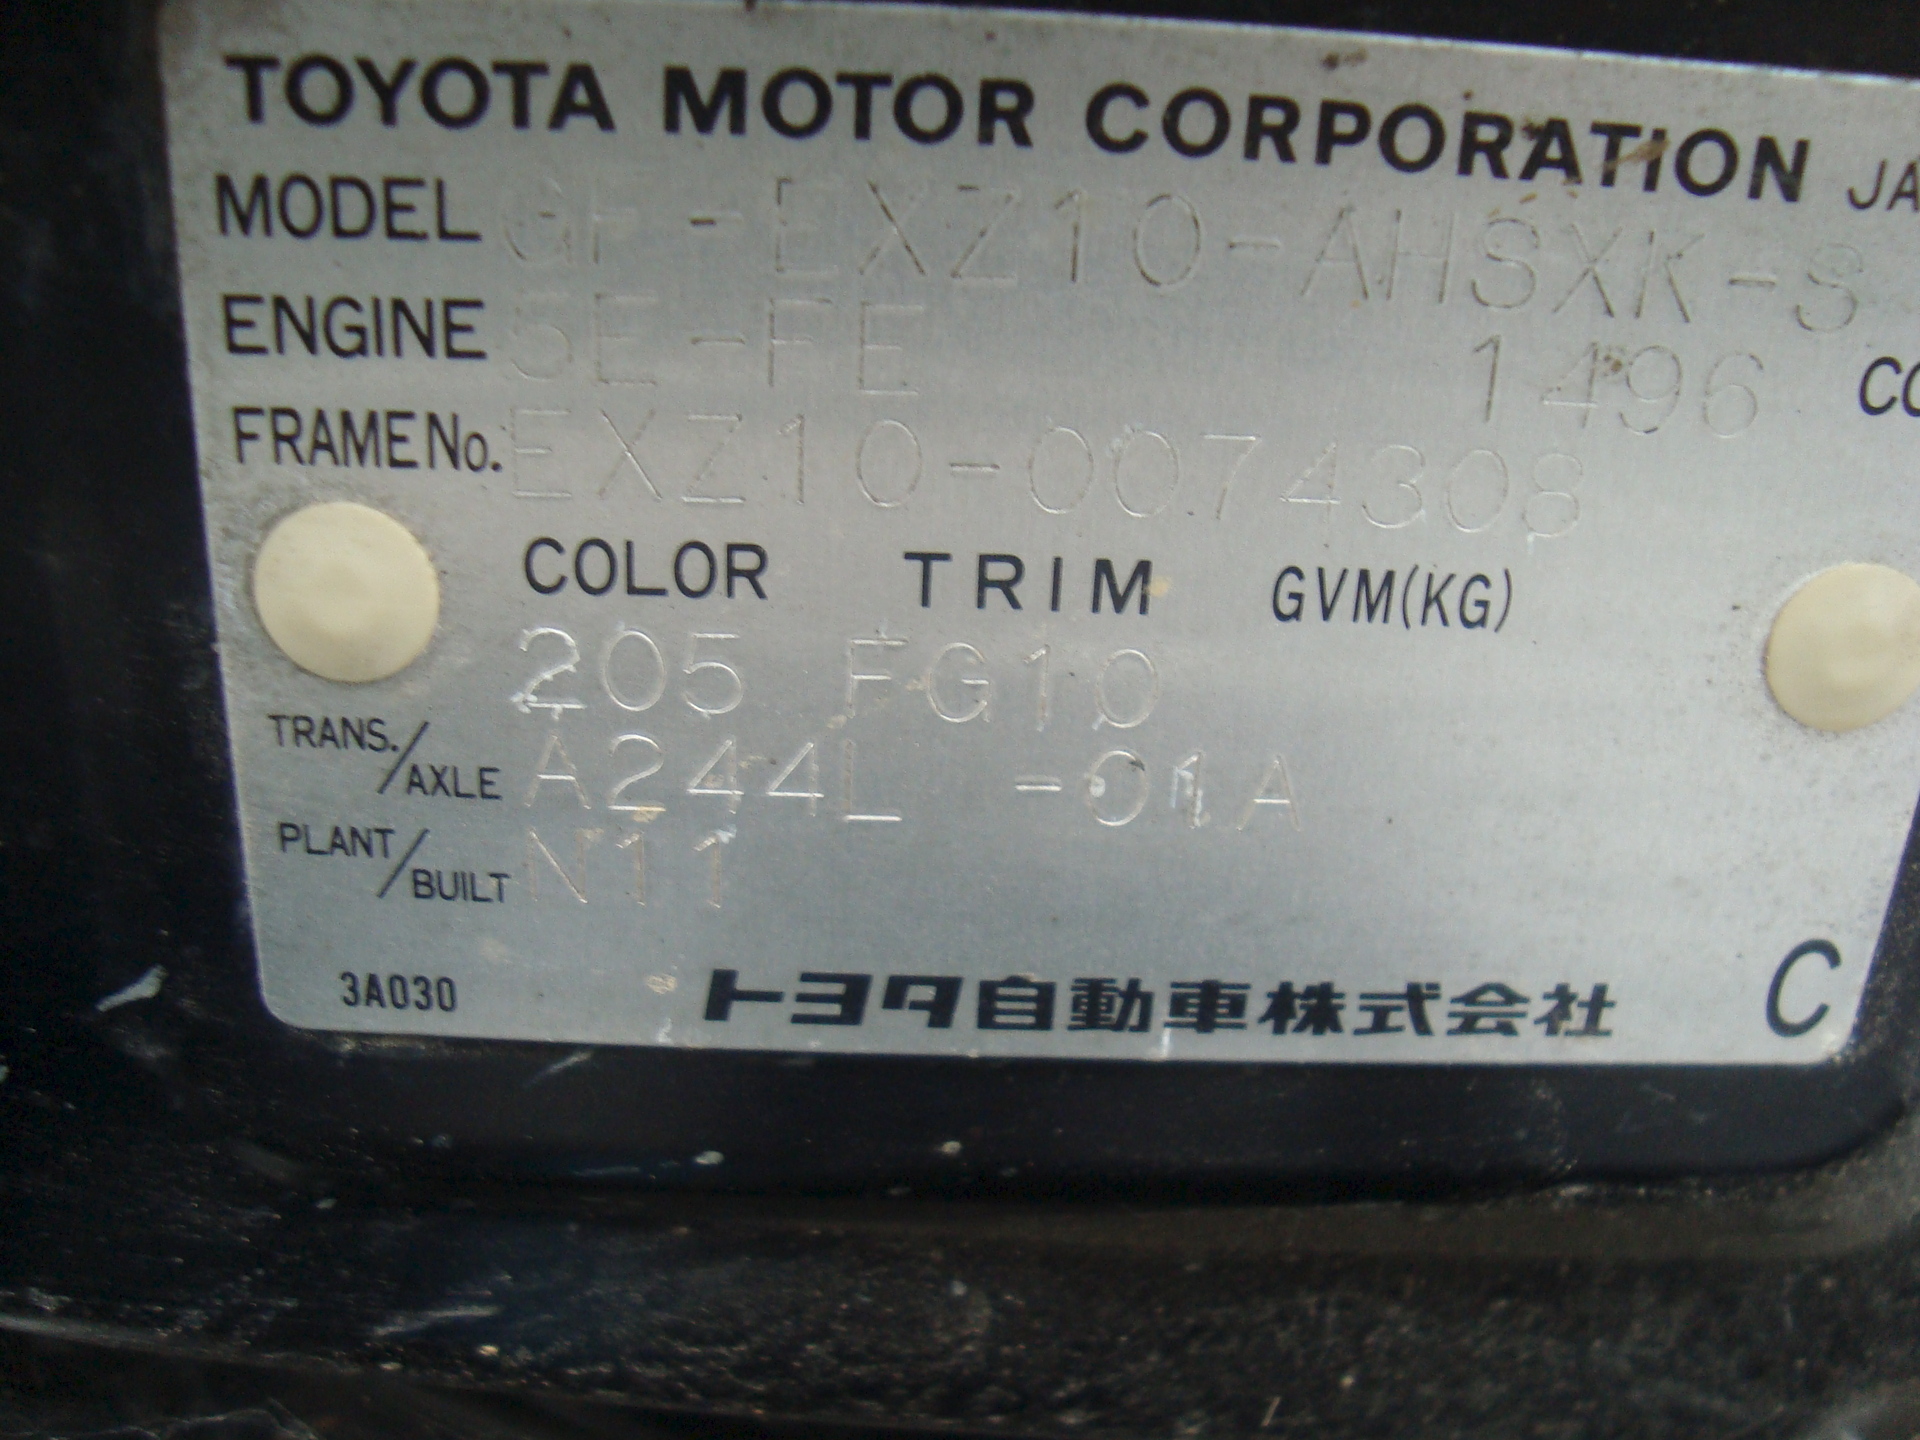 TOYOTA MOTOR CORPORATION JA
MODEL GF-EXZ10-AHSXK-S
ENGINE 5E-FE 1496 CC
FRAME No. EXZ10-0074308
COLOR TRIM GVM(KG)
205 FG10
TRANS./AXLE A244L -01A
PLANT/BUILT N11
3A030 トヨタ自動車株式会社 C